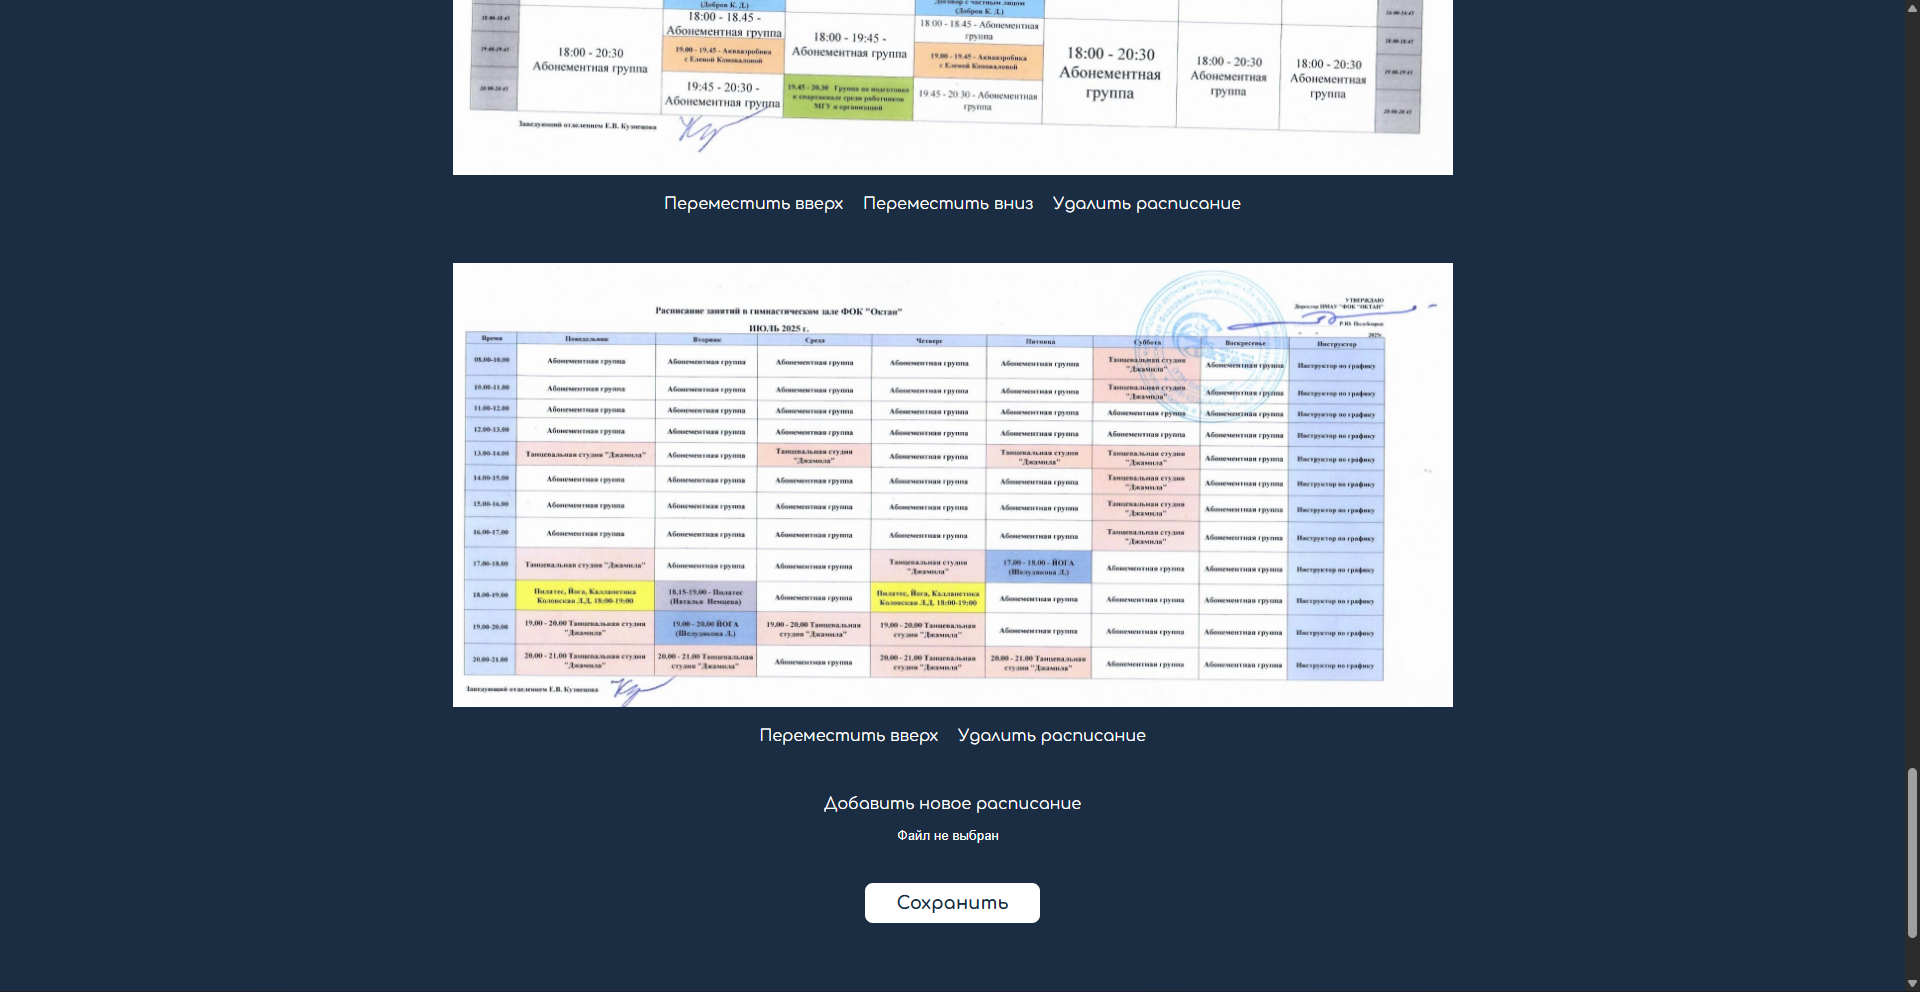 (Добров К. Д.)
Договор с частным лицом
(Добров К. Д.)
18:00 - 20:30
Абонементная группа
18:00 - 18.45 -
Абонементная группа
19.00 - 19.45 - Аквааэробика
с Еленой Коноваловой
19:45 - 20:30 -
Абонементная группа
18:00 - 19:45 -
Абонементная группа
19.45 - 20.30 Группа по подготовке
к спартакиаде среди работников
МГУ и организаций
18:00 - 18.45 - Абонементная
группа
19.00 - 19.45 - Аквааэробика
с Еленой Коноваловой
19.45 - 20 30 - Абонементная
группа
18:00 - 20:30
Абонементная
группа
18:00 - 20:30
Абонементная
группа
18:00 - 20:30
Абонементная
группа
Заведующий отделением Е.В. Кузнецова
Переместить вверх Переместить вниз Удалить расписание
УТВЕРЖДАЮ
Директор НМАУ "ФОК "ОКТАН"
Расписание занятий в гимнастическом зале ФОК "Октан"
ИЮЛЬ 2025 г.
Время Понедельник Вторник Среда Четверг Пятница Суббота Воскресенье Инструктор
08.00-10.00 Абонементная группа Абонементная группа Абонементная группа Абонементная группа Абонементная группа Танцевальная студия "Джамила" Абонементная группа Инструктор по графику
10.00-11.00 Абонементная группа Абонементная группа Абонементная группа Абонементная группа Абонементная группа Танцевальная студия "Джамила" Абонементная группа Инструктор по графику
11.00-12.00 Абонементная группа Абонементная группа Абонементная группа Абонементная группа Абонементная группа Абонементная группа Абонементная группа Инструктор по графику
12.00-13.00 Абонементная группа Абонементная группа Абонементная группа Абонементная группа Абонементная группа Абонементная группа Абонементная группа Инструктор по графику
13.00-14.00 Танцевальная студия "Джамила" Абонементная группа Танцевальная студия "Джамила" Абонементная группа Танцевальная студия "Джамила" Танцевальная студия "Джамила" Абонементная группа Инструктор по графику
14.00-15.00 Абонементная группа Абонементная группа Абонементная группа Абонементная группа Абонементная группа Танцевальная студия "Джамила" Абонементная группа Инструктор по графику
15.00-16.00 Абонементная группа Абонементная группа Абонементная группа Абонементная группа Абонементная группа Танцевальная студия "Джамила" Абонементная группа Инструктор по графику
16.00-17.00 Абонементная группа Абонементная группа Абонементная группа Абонементная группа Абонементная группа Танцевальная студия "Джамила" Абонементная группа Инструктор по графику
17.00-18.00 Танцевальная студия "Джамила" Абонементная группа Абонементная группа Танцевальная студия "Джамила" 17.00 - 18.00 - ЙОГА (Шелудякова Л.) Абонементная группа Абонементная группа Инструктор по графику
18.00-19.00 Пилатес, Йога, Калланетика Коловская Л.Д. 18:00-19:00 18.15-19.00 - Пилатес (Наталья Немцева) Абонементная группа Пилатес, Йога, Калланетика Коловская Л.Д. 18:00-19:00 Абонементная группа Абонементная группа Абонементная группа Инструктор по графику
19.00-20.00 19.00 - 20.00 Танцевальная студия "Джамила" 19.00 - 20.00 ЙОГА (Шелудякова Л.) 19.00 - 20.00 Танцевальная студия "Джамила" 19.00 - 20.00 Танцевальная студия "Джамила" Абонементная группа Абонементная группа Абонементная группа Инструктор по графику
20.00-21.00 20.00 - 21.00 Танцевальная студия "Джамила" 20.00 - 21.00 Танцевальная студия "Джамила" Абонементная группа 20.00 - 21.00 Танцевальная студия "Джамила" 20.00 - 21.00 Танцевальная студия "Джамила" Абонементная группа Абонементная группа Инструктор по графику
Заведующий отделением Е.В. Кузнецова
Переместить вверх Удалить расписание
Добавить новое расписание
Файл не выбран
Сохранить